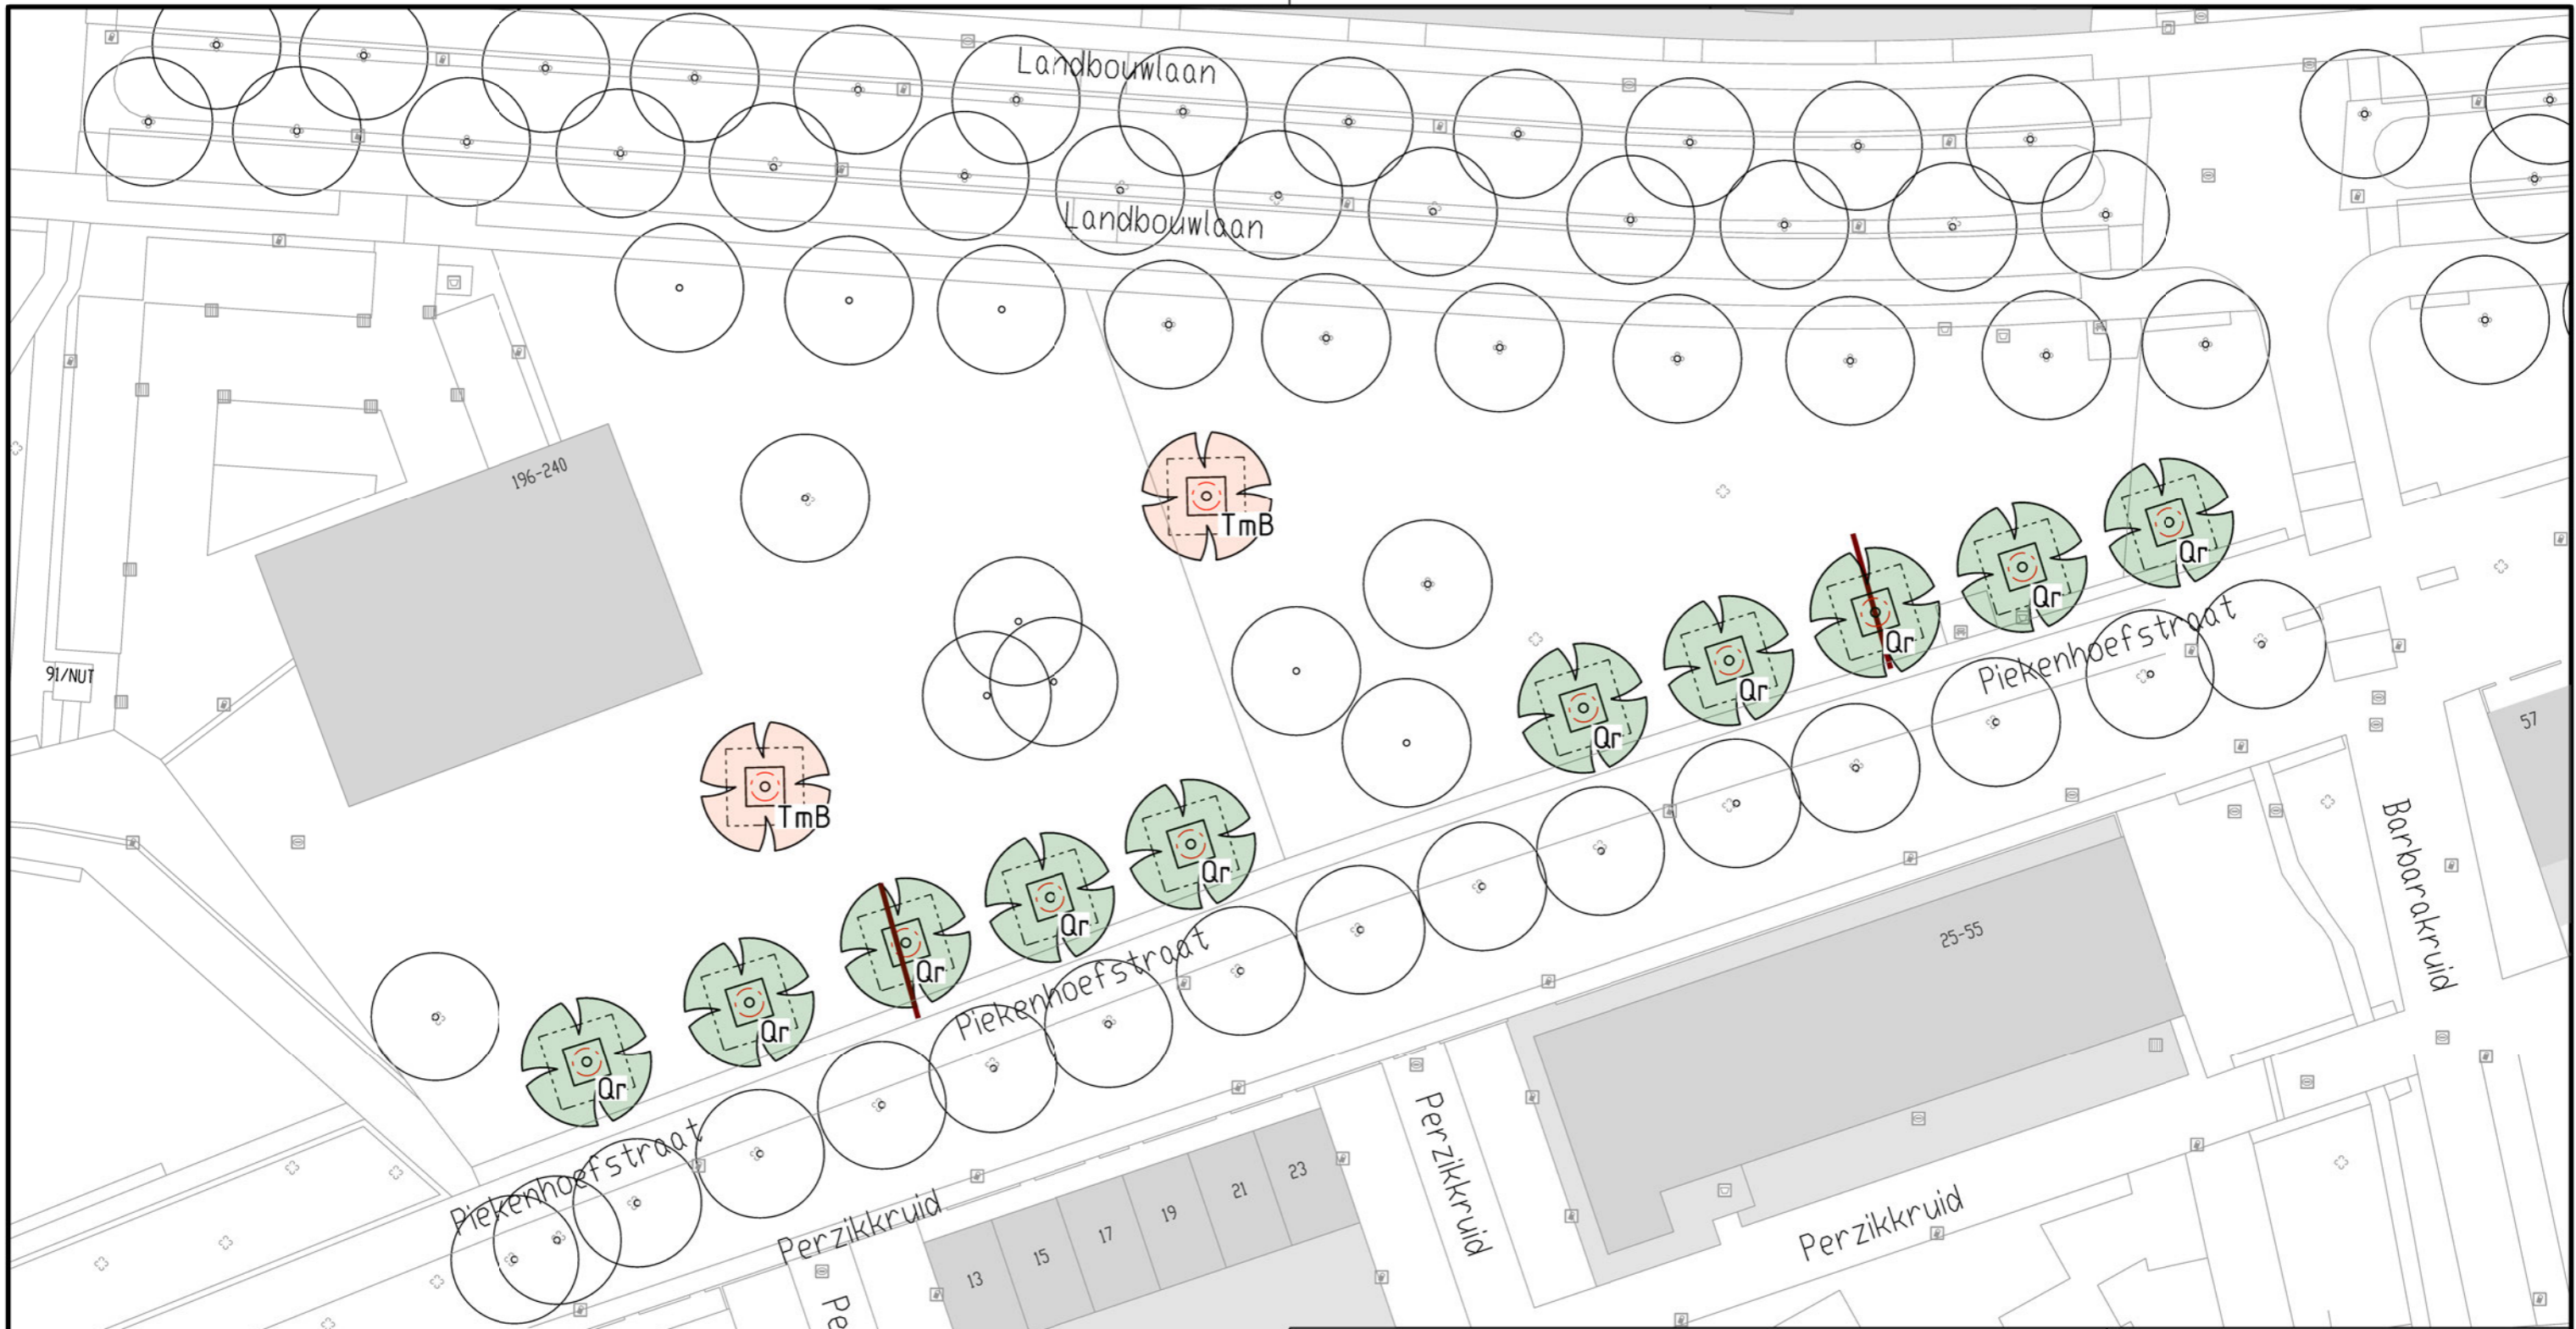 Landbouwlaan
Landbouwlaan
196-240
TmB
Qr
Qr
Qr
Qr
Qr
Piekenhoefstraat
91/NUT
57
TmB
Qr
Qr
Qr
Qr
Qr
Barbarakruid
25-55
Piekenhoefstraat
Piekenhoefstraat
Perzikkruid
Perzikkruid
Perzikkruid
13
15
17
19
21
23
Pe